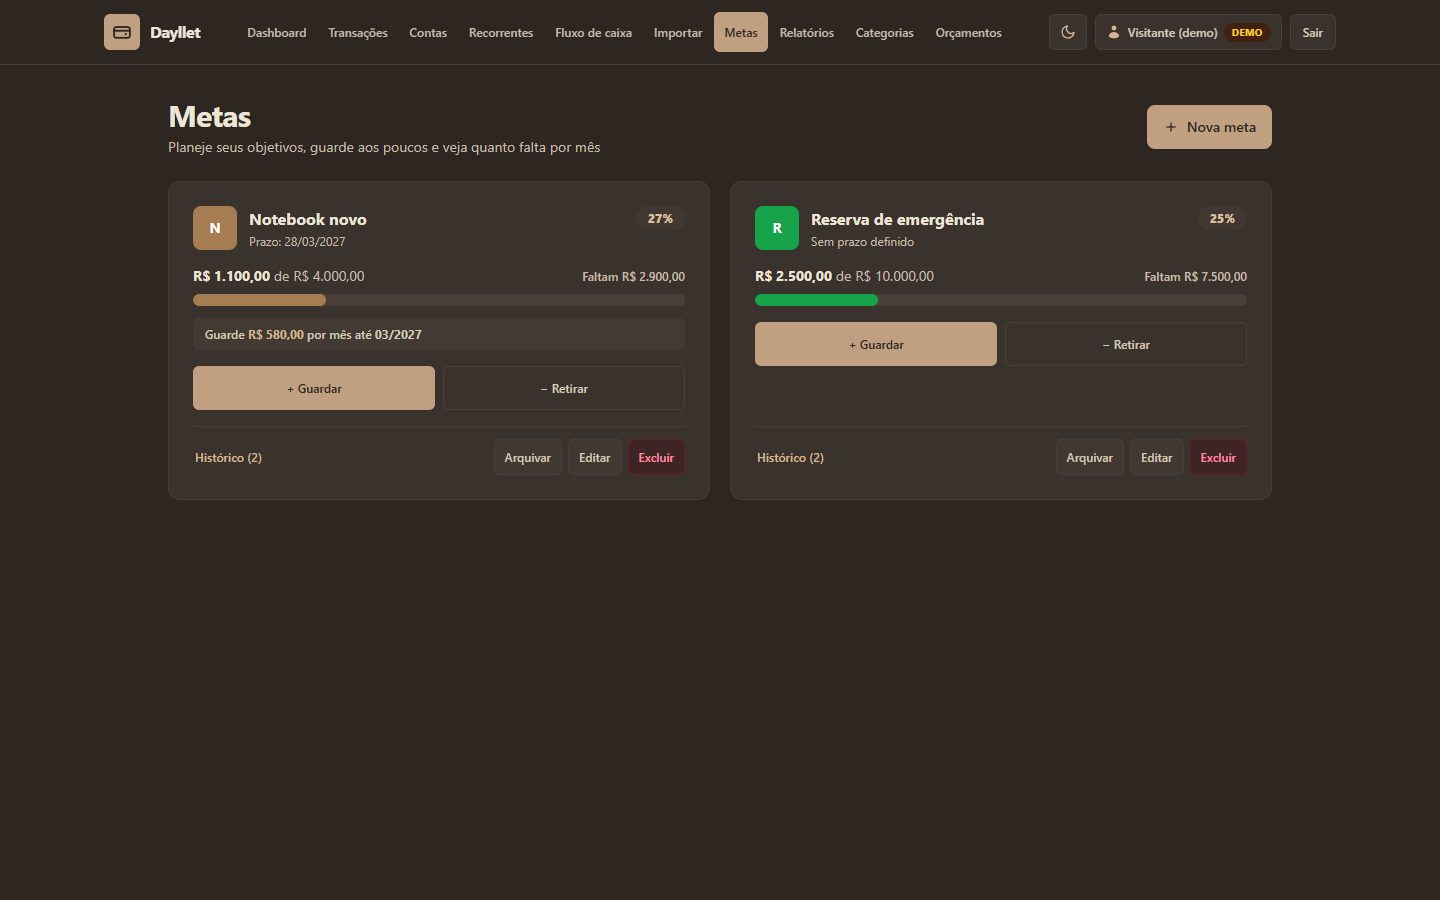 Dayllet
Dashboard Transações Contas Recorrentes Fluxo de caixa Importar Metas Relatórios Categorias Orçamentos
Visitante (demo) DEMO
Sair
Metas
Planeje seus objetivos, guarde aos poucos e veja quanto falta por mês
+ Nova meta
N
Notebook novo
Prazo: 28/03/2027
27%
R$ 1.100,00 de R$ 4.000,00
Faltam R$ 2.900,00
Guarde R$ 580,00 por mês até 03/2027
+ Guardar
− Retirar
Histórico (2)
Arquivar
Editar
Excluir
R
Reserva de emergência
Sem prazo definido
25%
R$ 2.500,00 de R$ 10.000,00
Faltam R$ 7.500,00
+ Guardar
− Retirar
Histórico (2)
Arquivar
Editar
Excluir